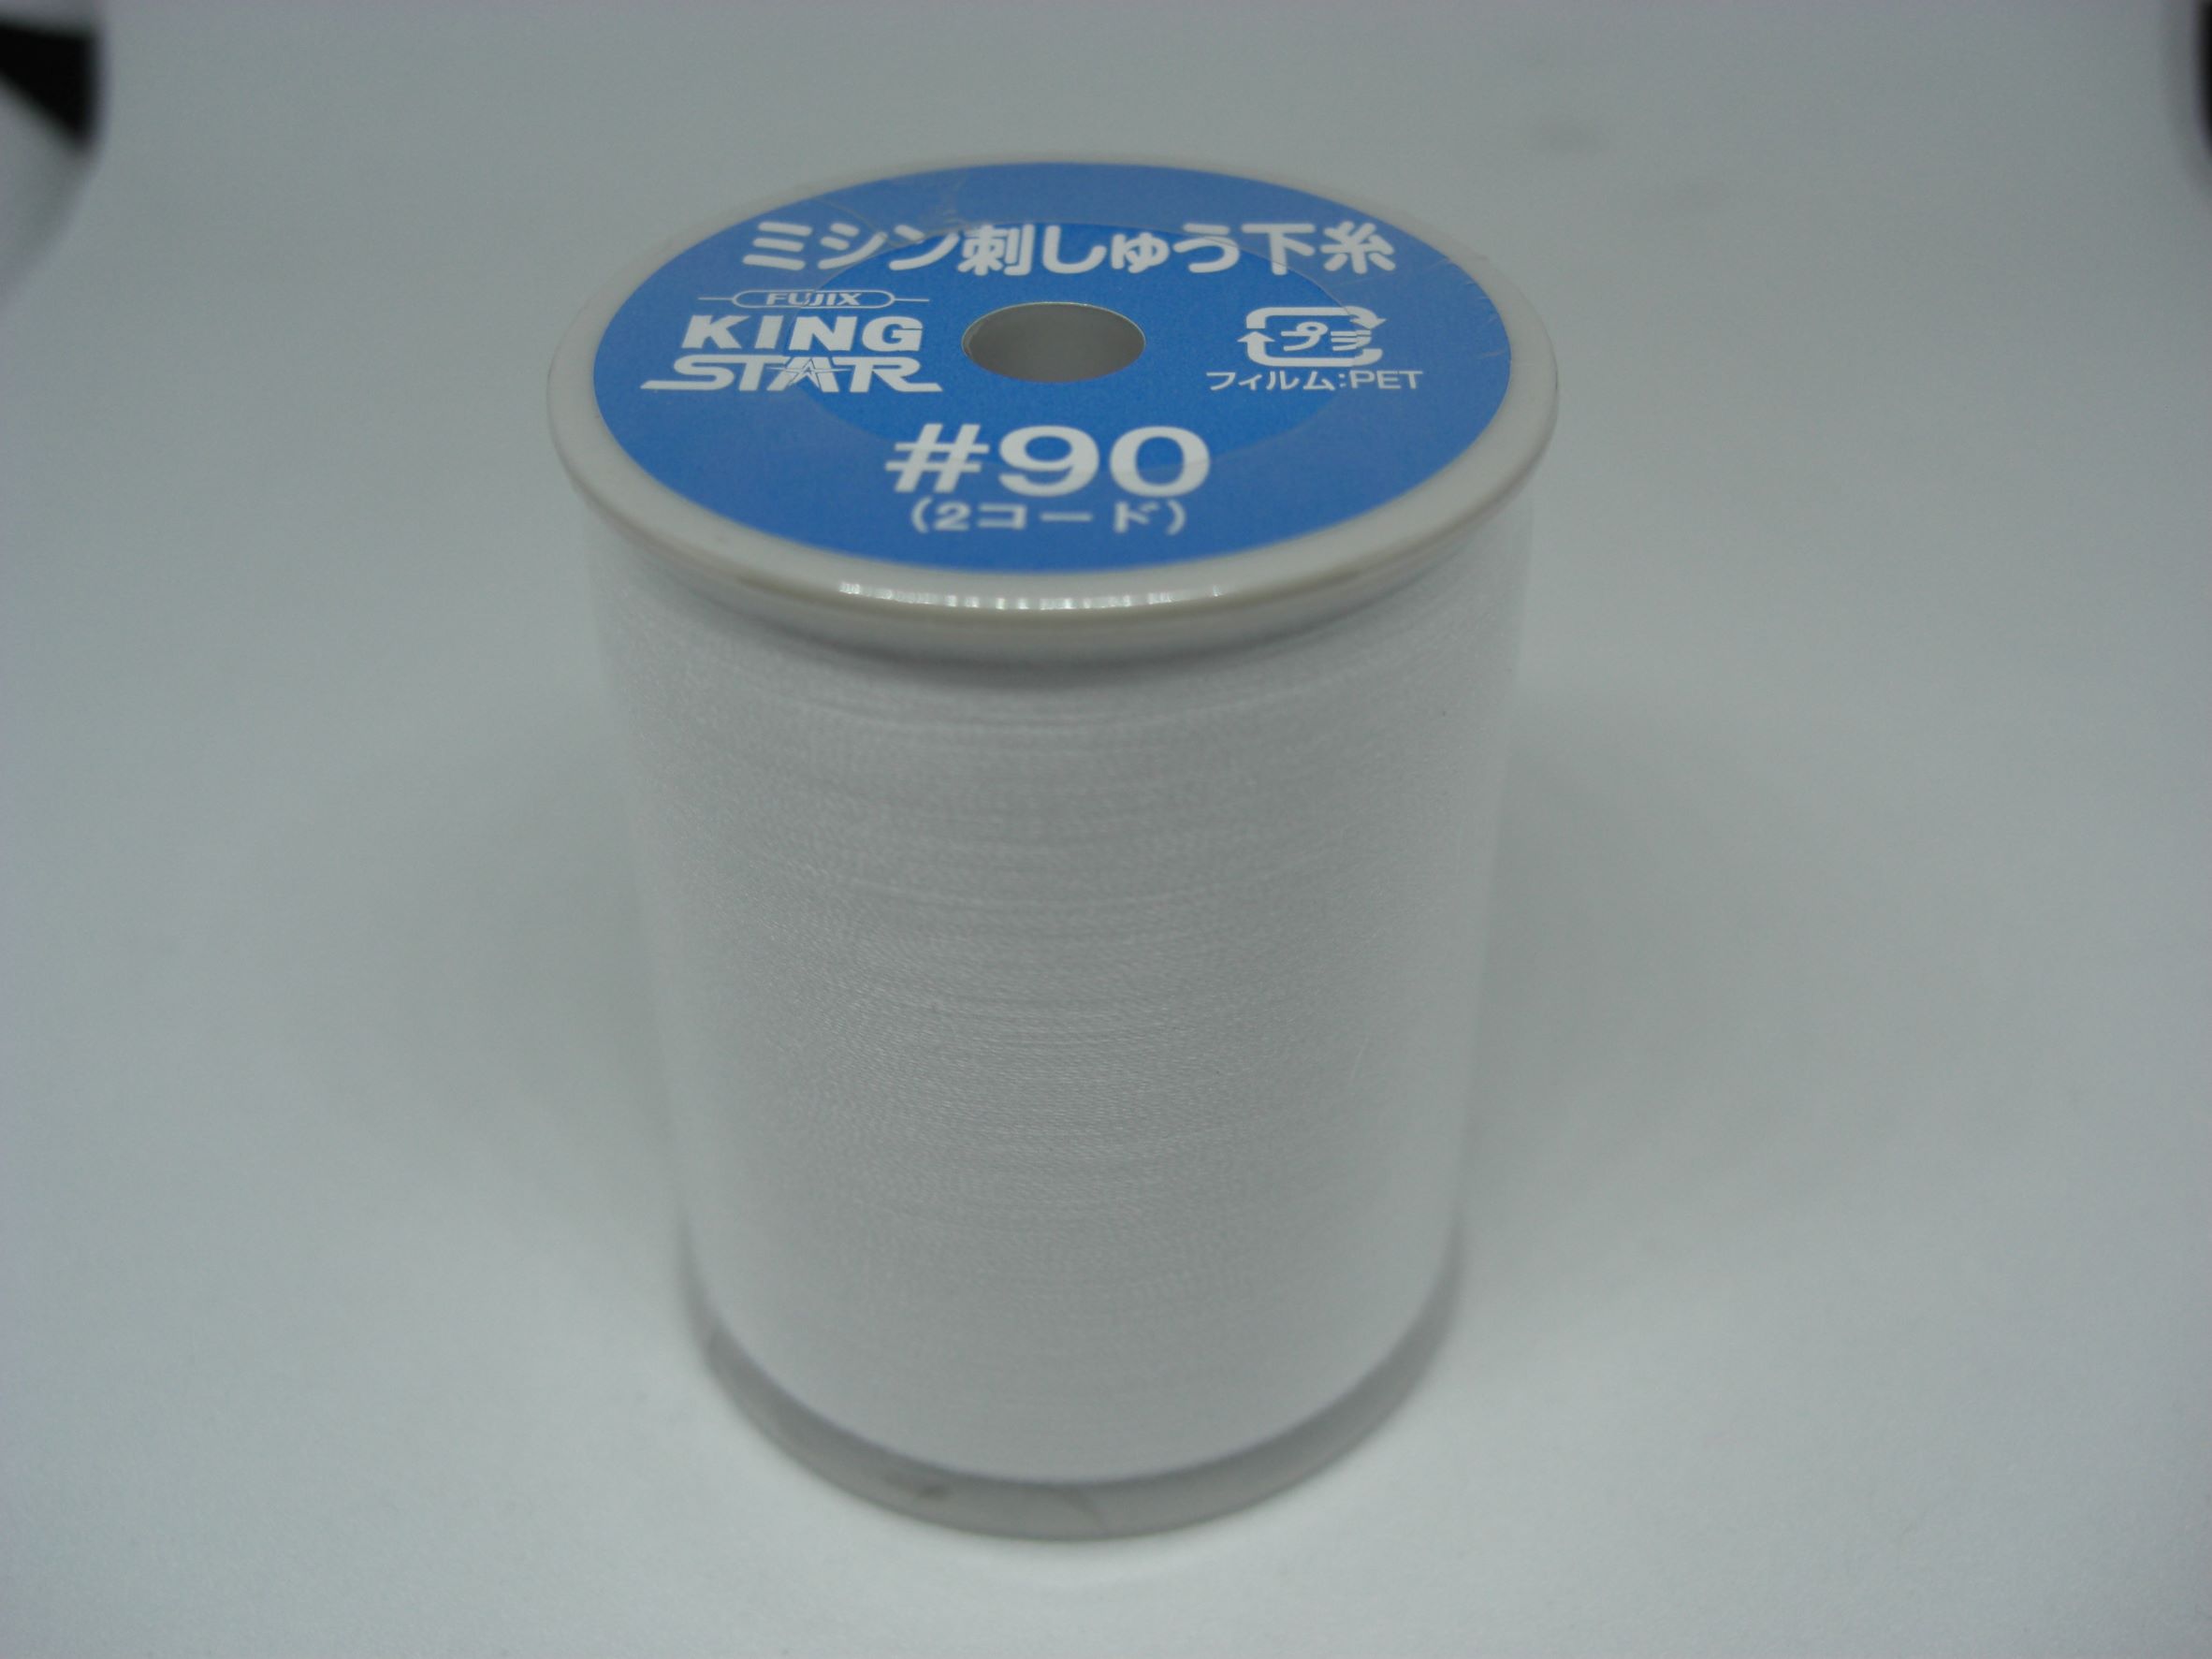 ミシン刺しゅう下糸
FUJIX
KING
STAR
プラ
フィルム:PET
#90
(2コード)